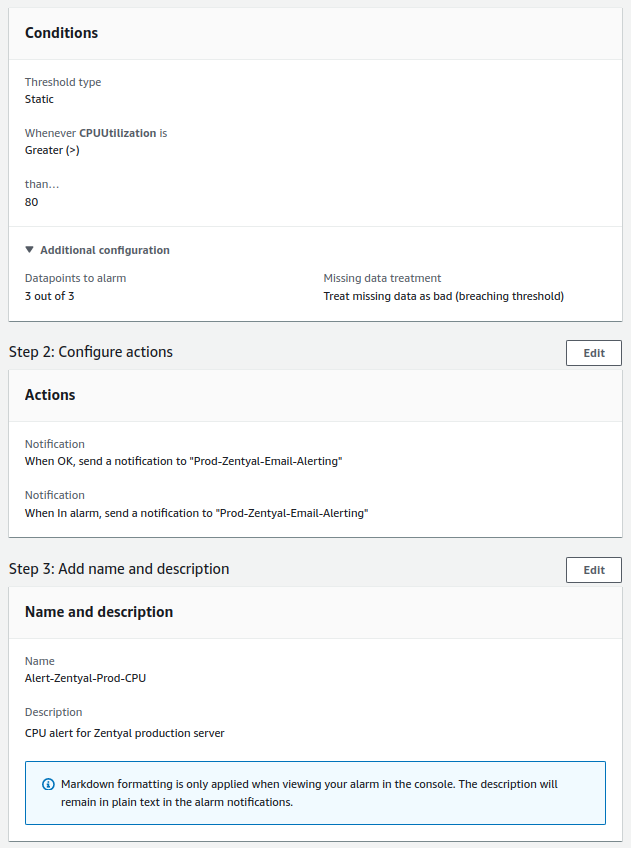 Conditions
Threshold type
Static
Whenever CPUUtilization is
Greater (>)
than...
80
Additional configuration
Datapoints to alarm
3 out of 3
Missing data treatment
Treat missing data as bad (breaching threshold)
Step 2: Configure actions
Edit
Actions
Notification
When OK, send a notification to "Prod-Zentyal-Email-Alerting"
Notification
When In alarm, send a notification to "Prod-Zentyal-Email-Alerting"
Step 3: Add name and description
Edit
Name and description
Name
Alert-Zentyal-Prod-CPU
Description
CPU alert for Zentyal production server
Markdown formatting is only applied when viewing your alarm in the console. The description will
remain in plain text in the alarm notifications.